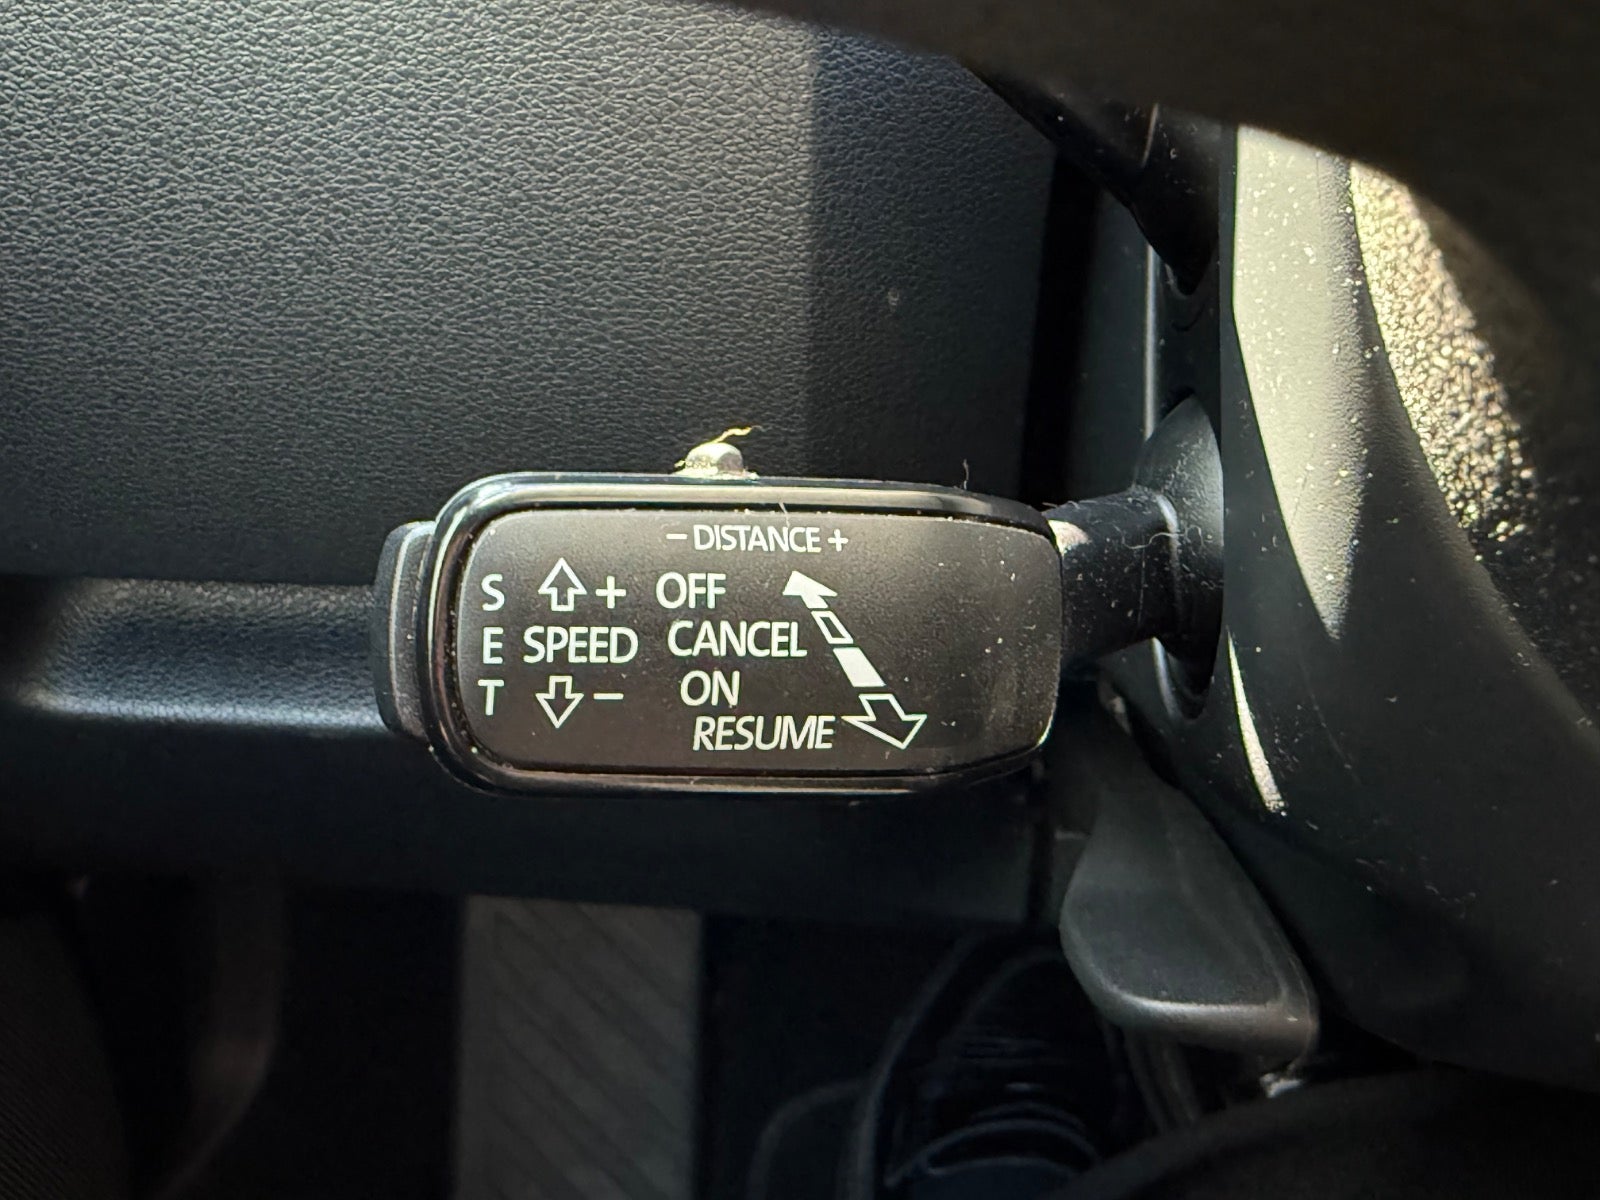 – DISTANCE +
S + OFF
E SPEED CANCEL
T – ON
RESUME